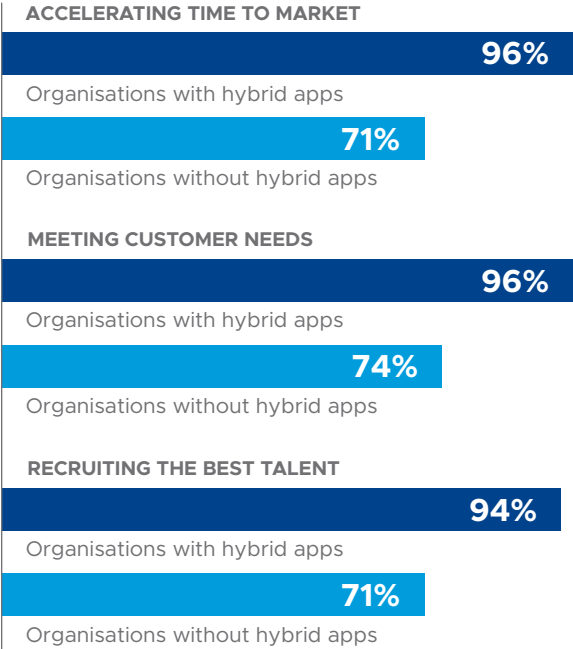 ACCELERATING TIME TO MARKET
96%
Organisations with hybrid apps
71%
Organisations without hybrid apps
MEETING CUSTOMER NEEDS
96%
Organisations with hybrid apps
74%
Organisations without hybrid apps
RECRUITING THE BEST TALENT
94%
Organisations with hybrid apps
71%
Organisations without hybrid apps